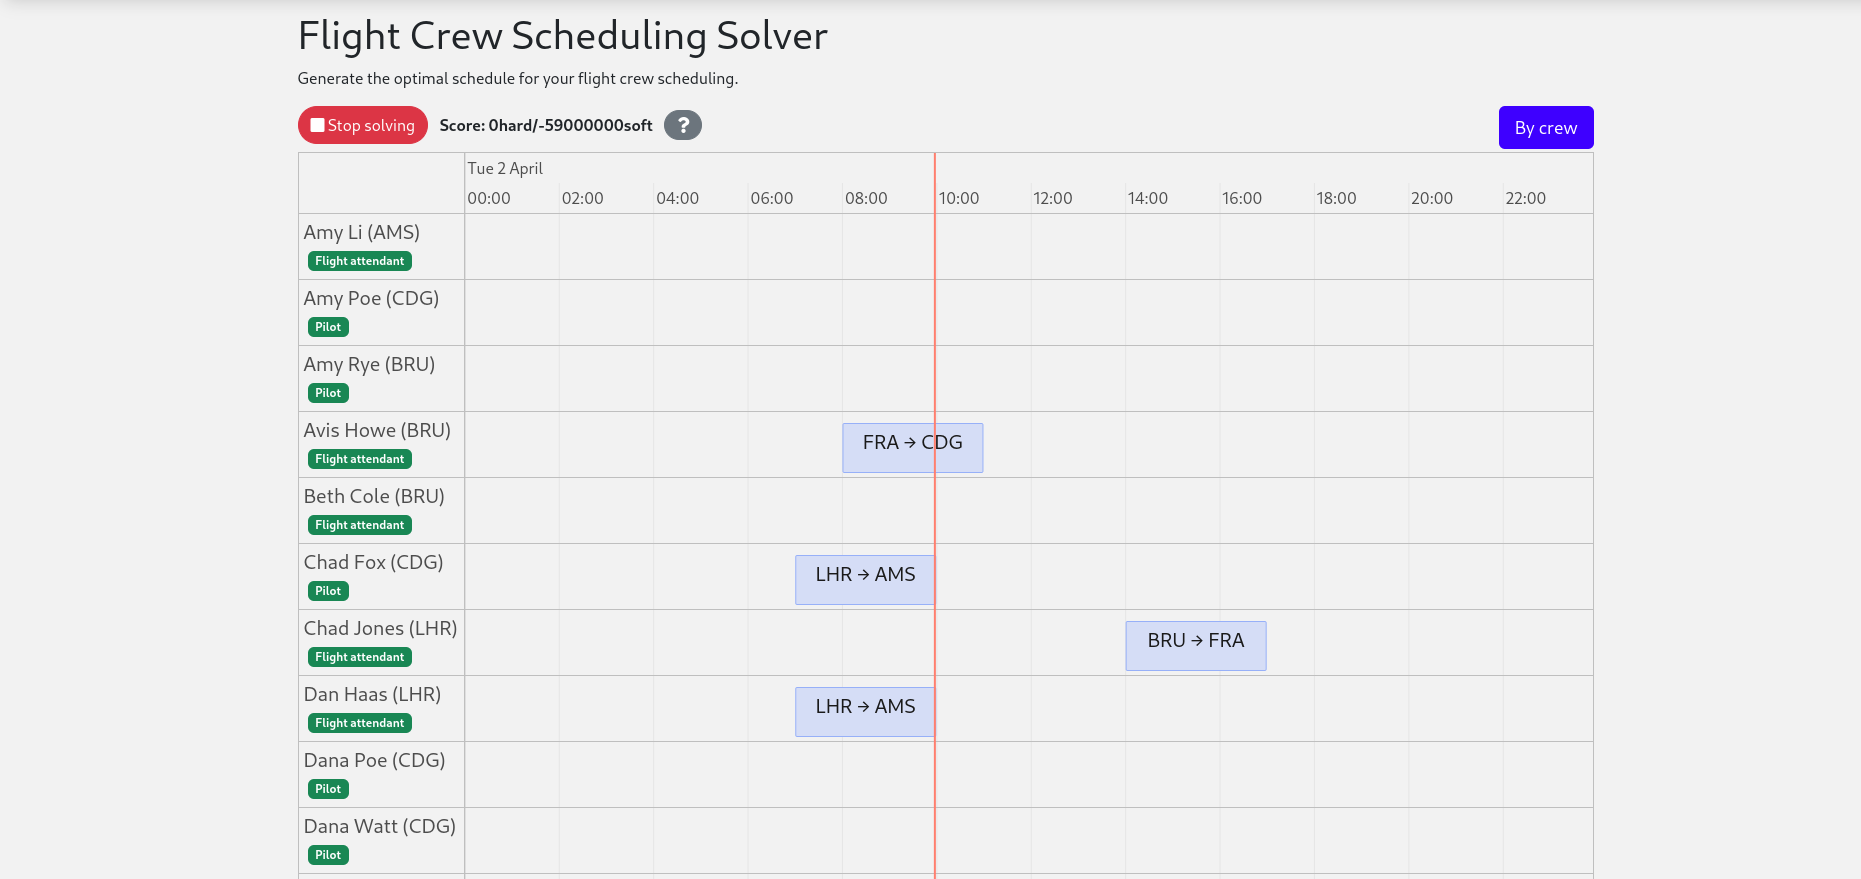 Flight Crew Scheduling Solver
Generate the optimal schedule for your flight crew scheduling.
Stop solving Score: 0hard/-59000000soft ? By crew
Tue 2 April
00:00 02:00 04:00 06:00 08:00 10:00 12:00 14:00 16:00 18:00 20:00 22:00
Amy Li (AMS)
Flight attendant
Amy Poe (CDG)
Pilot
Amy Rye (BRU)
Pilot
Avis Howe (BRU) FRA → CDG
Flight attendant
Beth Cole (BRU)
Flight attendant
Chad Fox (CDG) LHR → AMS
Pilot
Chad Jones (LHR) BRU → FRA
Flight attendant
Dan Haas (LHR) LHR → AMS
Flight attendant
Dana Poe (CDG)
Pilot
Dana Watt (CDG)
Pilot